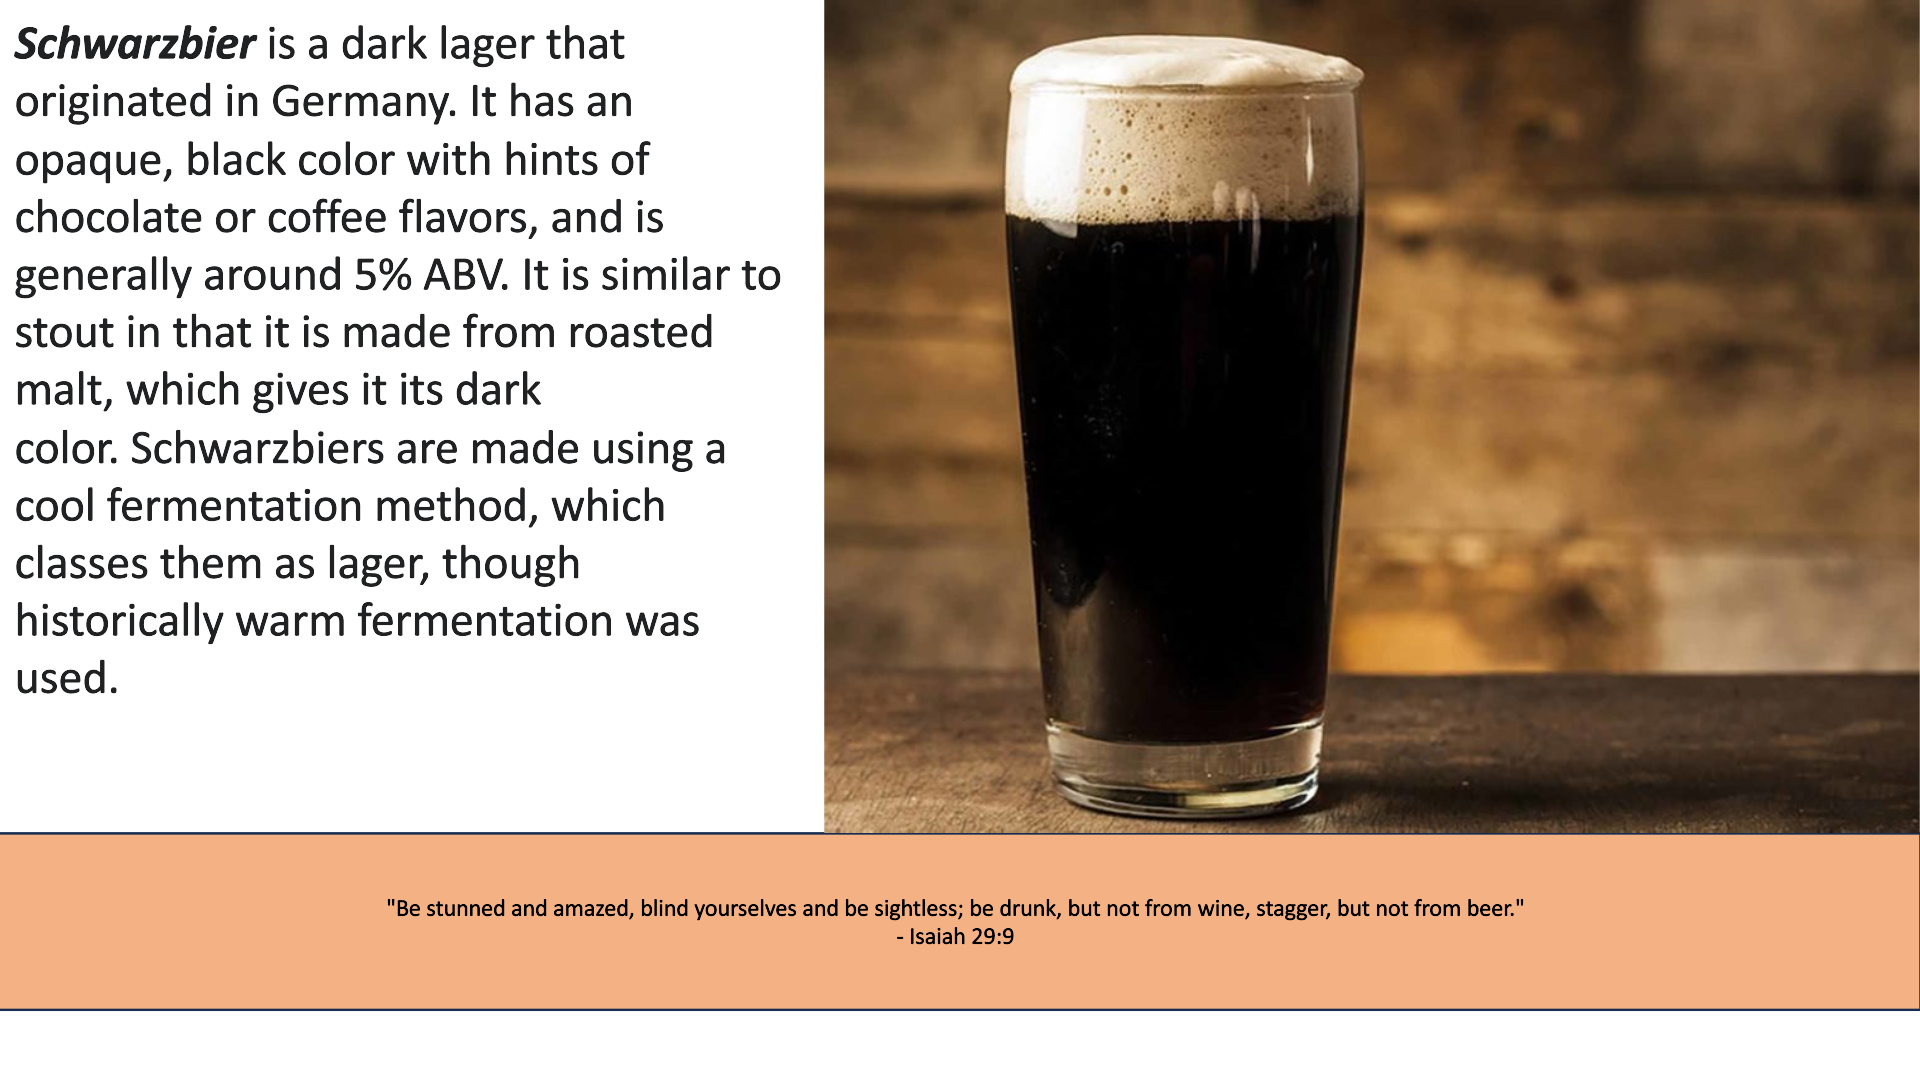 Schwarzbier is a dark lager that
originated in Germany. It has an
opaque, black color with hints of
chocolate or coffee flavors, and is
generally around 5% ABV. It is similar to
stout in that it is made from roasted
malt, which gives it its dark
color. Schwarzbiers are made using a
cool fermentation method, which
classes them as lager, though
historically warm fermentation was
used.
"Be stunned and amazed, blind yourselves and be sightless; be drunk, but not from wine, stagger, but not from beer."
- Isaiah 29:9